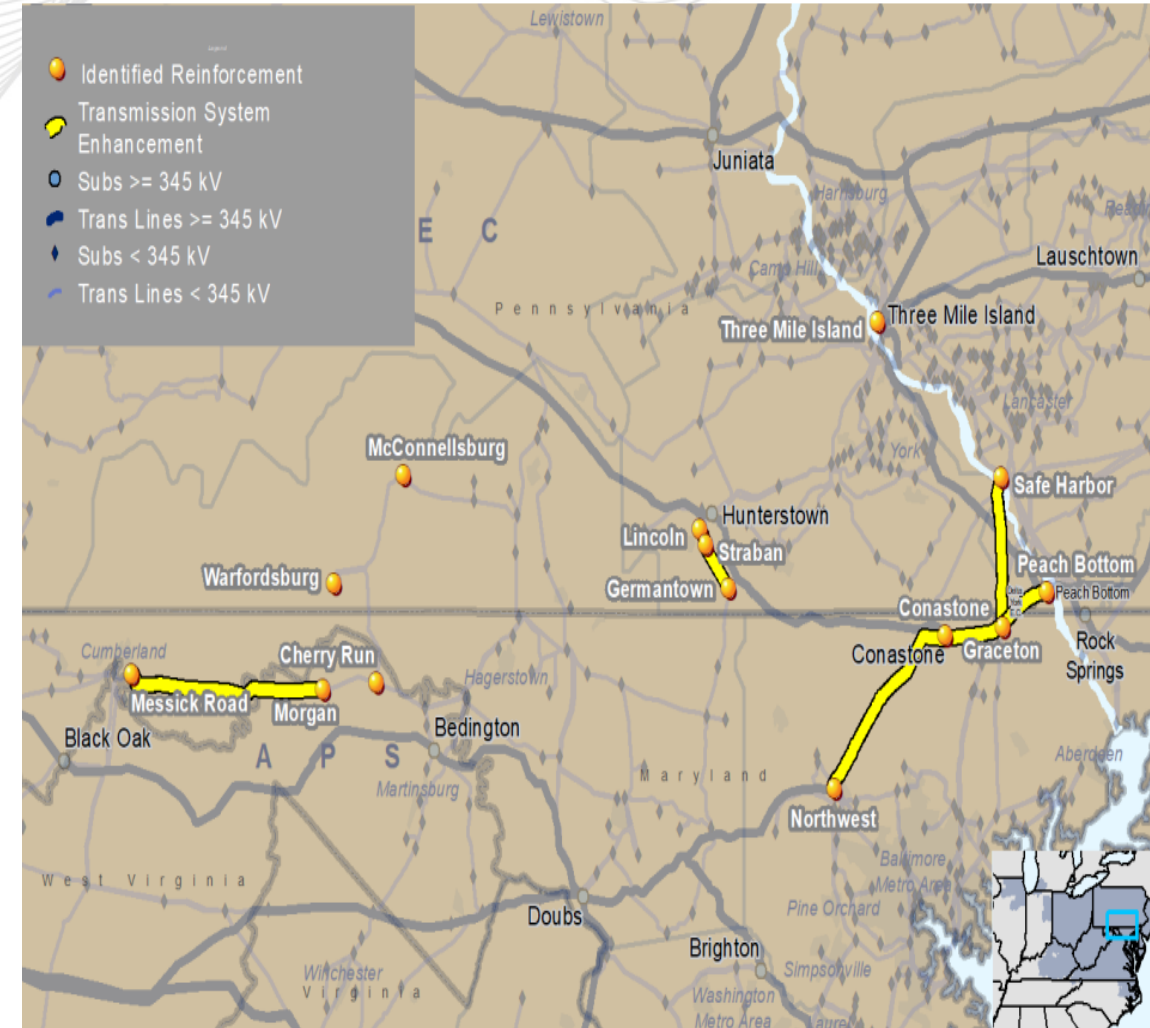 Lewistown
Identified Reinforcement
Transmission System
Enhancement
Subs >= 345 kV
Trans Lines >= 345 kV
Subs < 345 kV
Trans Lines < 345 kV
Juniata
Harrisburg
E C
Lauschtown
Camp Hill
Pennsylvania
Three Mile Island
Three Mile Island
Lancaster
York
McConnellsburg
Safe Harbor
Hunterstown
Lincoln
Straban
Peach Bottom
Warfordsburg
Germantown
Peach Bottom
Conastone
Rock
Springs
Conastone
Graceton
Cumberland
Cherry Run
Hagerstown
Messick Road
Morgan
Black Oak
Bedington
A P S
Aberdeen
Martinsburg
Maryland
Northwest
Baltimore
Metro Area
West Virginia
Pine Orchard
Doubs
Brighton
Simpsonville
Winchester
Virginia
Washington
Metro Area
Laurel